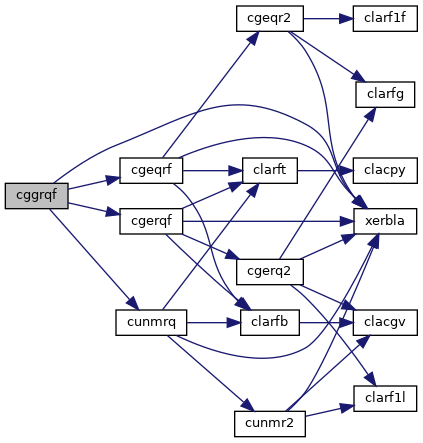 cgeqr2
clarf1f
clarfg
cgeqrf
clarft
clacpy
cggrqf
cgerqf
xerbla
cgerq2
cunmrq
clarfb
clacgv
clarf1l
cunmr2